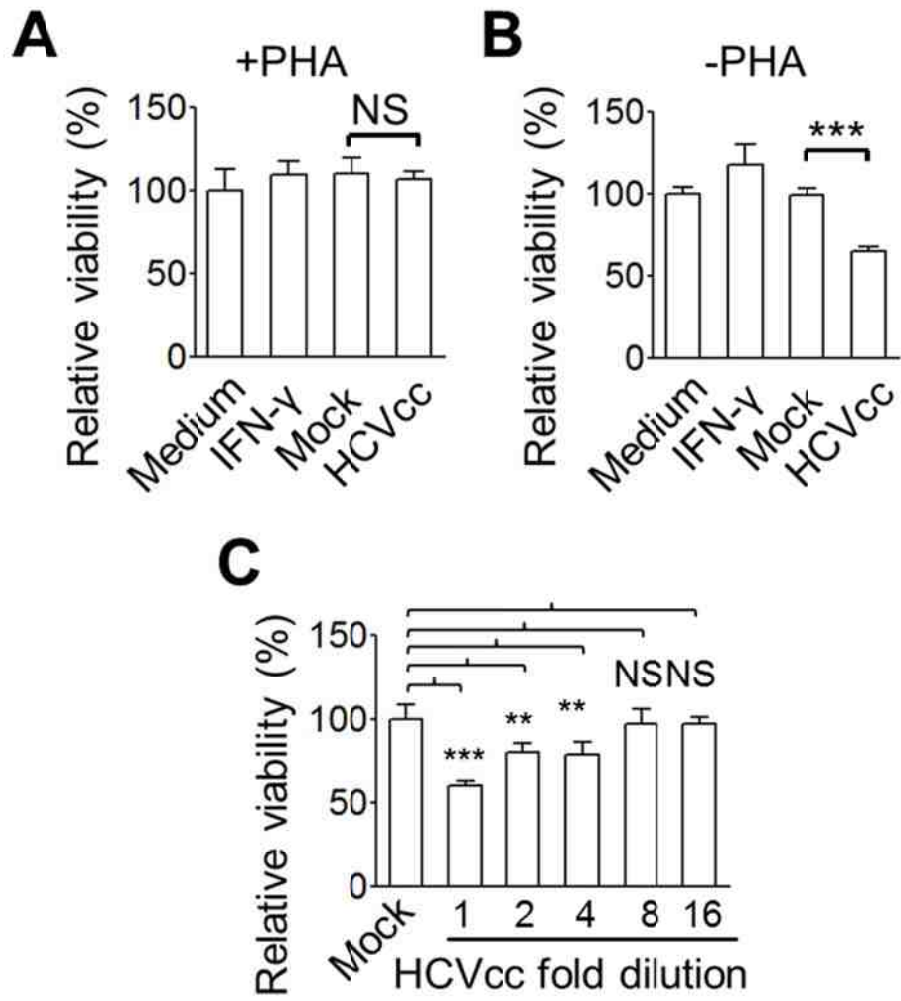 A
+PHA
Relative viability (%)
150
100
50
0
NS
Medium
IFN-γ
Mock
HCVcc
B
-PHA
Relative viability (%)
150
100
50
0
***
Medium
IFN-γ
Mock
HCVcc
C
Relative viability (%)
150
100
50
0
***
**
**
NS NS
Mock
1 2 4 8 16
HCVcc fold dilution